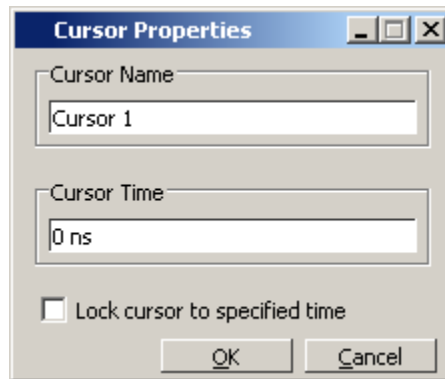 Cursor Properties
Cursor Name
Cursor 1
Cursor Time
0 ns
Lock cursor to specified time
OK Cancel